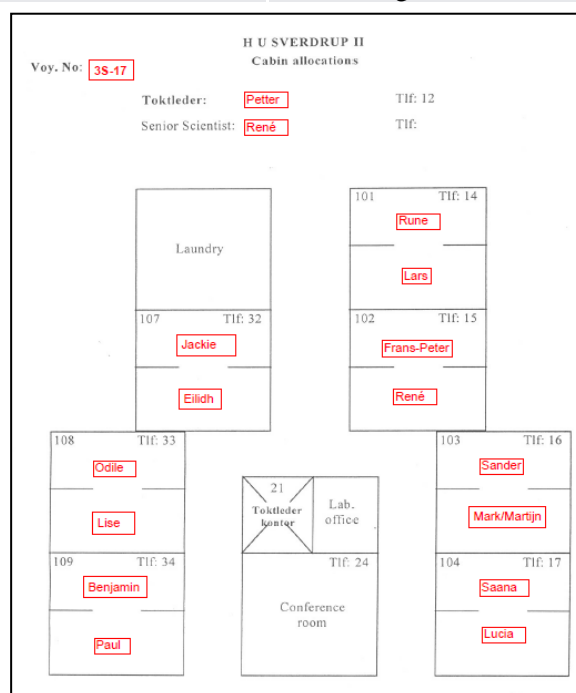 H U SVERDRUP II
Cabin allocations
Voy. No: 3S-17
Toktleder: Petter Tlf: 12
Senior Scientist: René Tlf:
Laundry
101 Tlf: 14
Rune
Lars
107 Tlf: 32
Jackie
Eilidh
102 Tlf: 15
Frans-Peter
René
108 Tlf: 33
Odile
Lise
109 Tlf: 34
Benjamin
Paul
21
Toktleder
kontor
Lab.
office
Tlf: 24
Conference
room
103 Tlf: 16
Sander
Mark/Martijn
104 Tlf: 17
Saana
Lucia